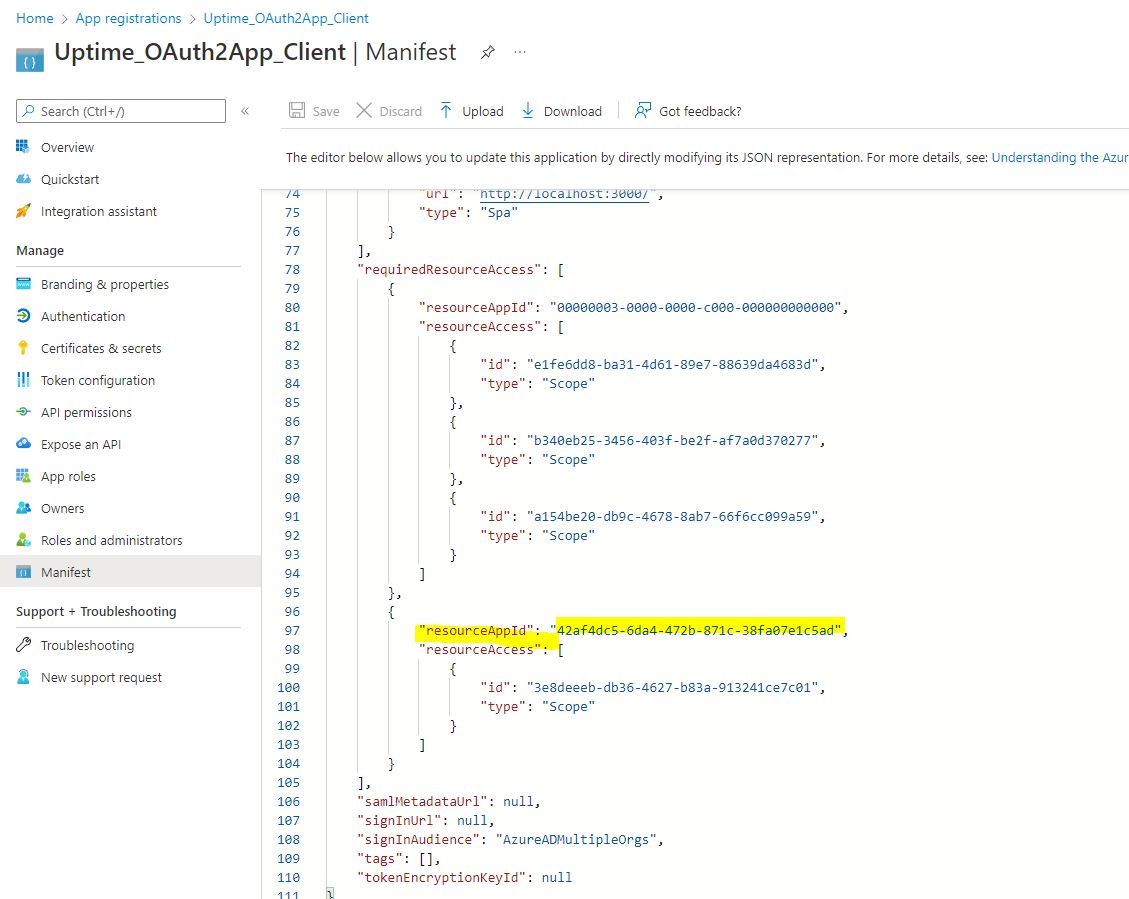 Home > App registrations > Uptime_OAuth2App_Client
Uptime_OAuth2App_Client | Manifest
Search (Ctrl+/)
«
Overview
Quickstart
Integration assistant
Manage
Branding & properties
Authentication
Certificates & secrets
Token configuration
API permissions
Expose an API
App roles
Owners
Roles and administrators
Manifest
Support + Troubleshooting
Troubleshooting
New support request
Save Discard Upload Download Got feedback?
The editor below allows you to update this application by directly modifying its JSON representation. For more details, see: Understanding the Azur
74 "url": "http://localhost:3000/",
75 "type": "Spa"
76 }
77 ],
78 "requiredResourceAccess": [
79 {
80 "resourceAppId": "00000003-0000-0000-c000-000000000000",
81 "resourceAccess": [
82 {
83 "id": "e1fe6dd8-ba31-4d61-89e7-88639da4683d",
84 "type": "Scope"
85 },
86 {
87 "id": "b340eb25-3456-403f-be2f-af7a0d370277",
88 "type": "Scope"
89 },
90 {
91 "id": "a154be20-db9c-4678-8ab7-66f6cc099a59",
92 "type": "Scope"
93 }
94 ]
95 },
96 {
97 "resourceAppId": "42af4dc5-6da4-472b-871c-38fa07e1c5ad",
98 "resourceAccess": [
99 {
100 "id": "3e8deeeb-db36-4627-b83a-913241ce7c01",
101 "type": "Scope"
102 }
103 ]
104 }
105 ],
106 "samlMetadataUrl": null,
107 "signInUrl": null,
108 "signInAudience": "AzureADMultipleOrgs",
109 "tags": [],
110 "tokenEncryptionKeyId": null
111 }